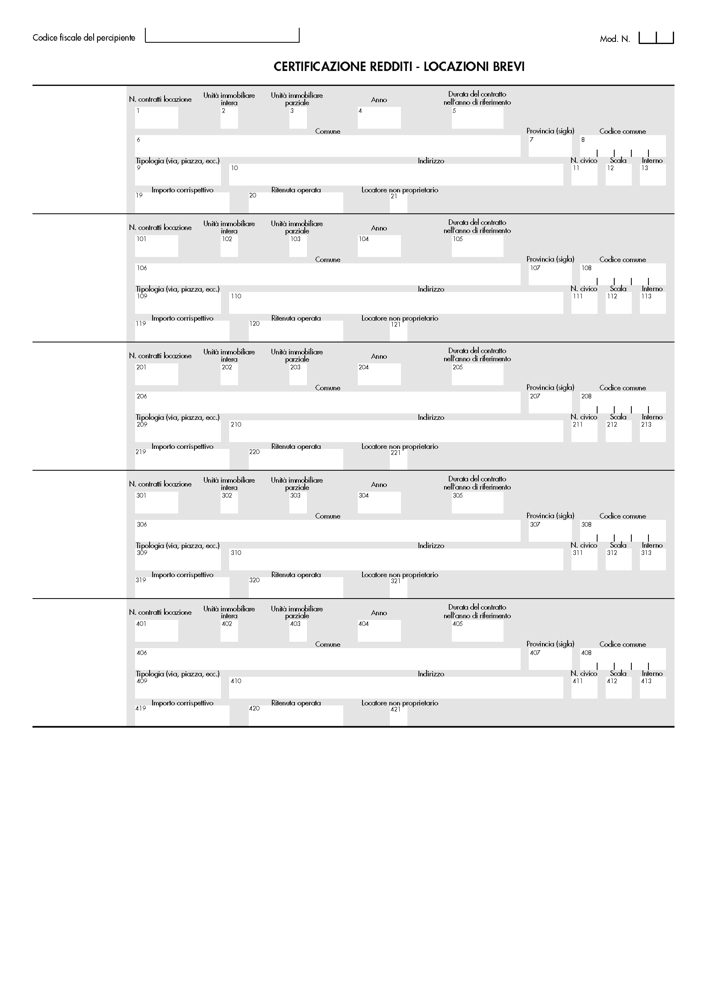 Codice fiscale del percipiente Mod. N.
CERTIFICAZIONE REDDITI - LOCAZIONI BREVI
N. contratti locazione Unità immobiliare intera Unità immobiliare parziale Anno Durata del contratto nell'anno di riferimento
1 2 3 4 5
Comune Provincia (sigla) Codice comune
6 7 8
Tipologia (via, piazza, ecc.) Indirizzo N. civico Scala Interno
9 10 11 12 13
Importo corrispettivo Ritenuta operata Locatore non proprietario
19 20 21
N. contratti locazione Unità immobiliare intera Unità immobiliare parziale Anno Durata del contratto nell'anno di riferimento
101 102 103 104 105
Comune Provincia (sigla) Codice comune
106 107 108
Tipologia (via, piazza, ecc.) Indirizzo N. civico Scala Interno
109 110 111 112 113
Importo corrispettivo Ritenuta operata Locatore non proprietario
119 120 121
N. contratti locazione Unità immobiliare intera Unità immobiliare parziale Anno Durata del contratto nell'anno di riferimento
201 202 203 204 205
Comune Provincia (sigla) Codice comune
206 207 208
Tipologia (via, piazza, ecc.) Indirizzo N. civico Scala Interno
209 210 211 212 213
Importo corrispettivo Ritenuta operata Locatore non proprietario
219 220 221
N. contratti locazione Unità immobiliare intera Unità immobiliare parziale Anno Durata del contratto nell'anno di riferimento
301 302 303 304 305
Comune Provincia (sigla) Codice comune
306 307 308
Tipologia (via, piazza, ecc.) Indirizzo N. civico Scala Interno
309 310 311 312 313
Importo corrispettivo Ritenuta operata Locatore non proprietario
319 320 321
N. contratti locazione Unità immobiliare intera Unità immobiliare parziale Anno Durata del contratto nell'anno di riferimento
401 402 403 404 405
Comune Provincia (sigla) Codice comune
406 407 408
Tipologia (via, piazza, ecc.) Indirizzo N. civico Scala Interno
409 410 411 412 413
Importo corrispettivo Ritenuta operata Locatore non proprietario
419 420 421